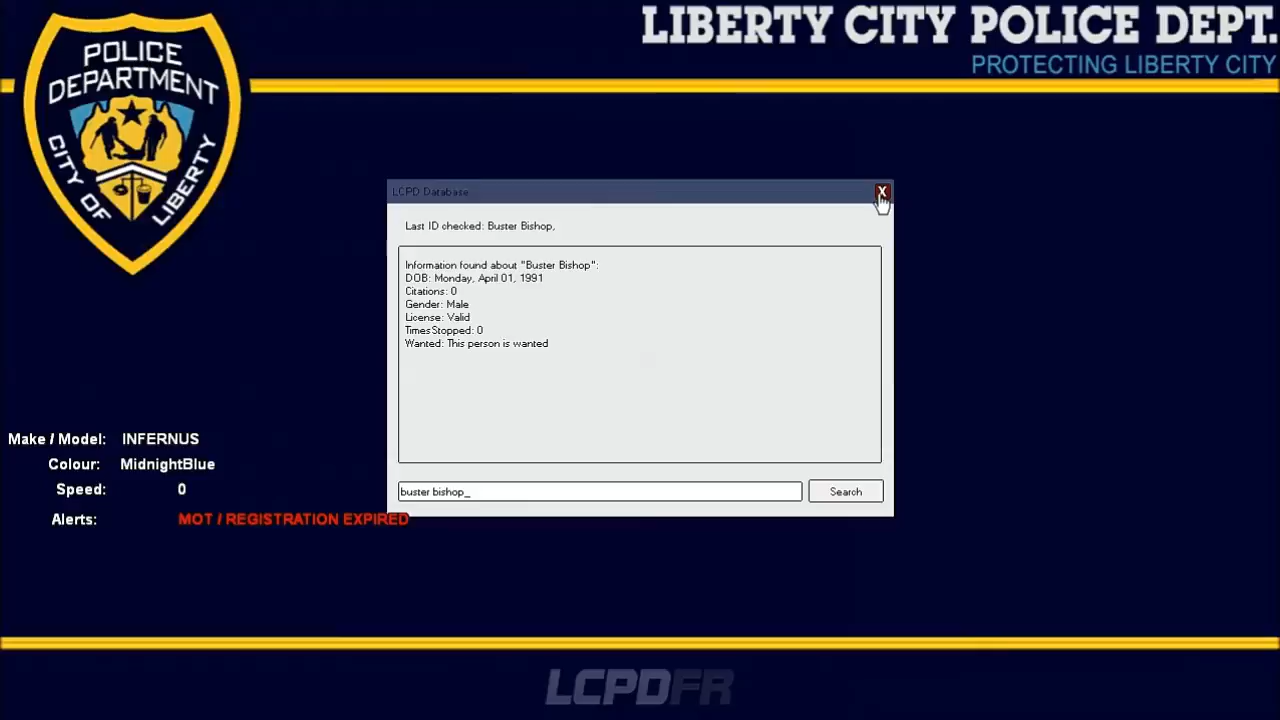 LIBERTY CITY POLICE DEPT.
PROTECTING LIBERTY CITY
POLICE
DEPARTMENT
CITY OF
LIBERTY
LCPD Database
X
Last ID checked: Buster Bishop,
Information found about "Buster Bishop":
DOB: Monday, April 01, 1991
Citations: 0
Gender: Male
License: Valid
TimesStopped: 0
Wanted: This person is wanted
buster bishop_
Search
Make / Model: INFERNUS
Colour: MidnightBlue
Speed: 0
Alerts: MOT / REGISTRATION EXPIRED
LCPDFR